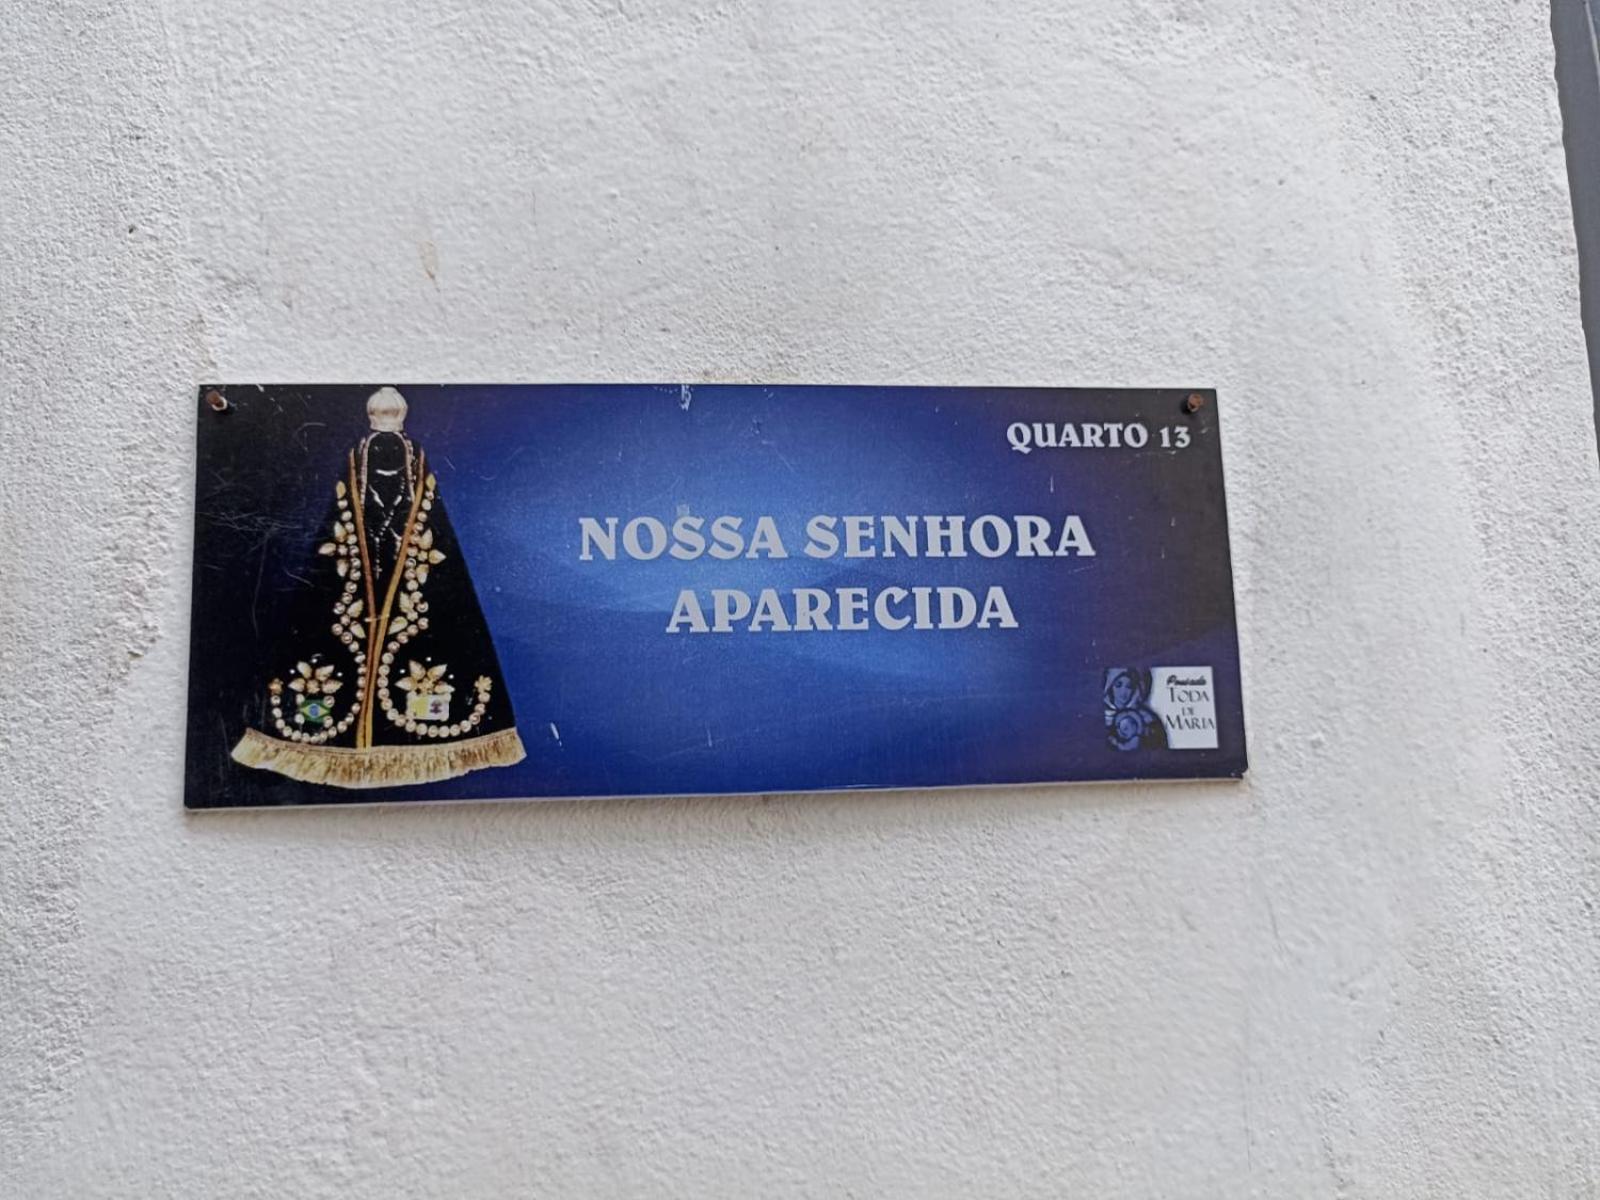 QUARTO 13
NOSSA SENHORA
APARECIDA
Pousada
TODA
DE
MARIA